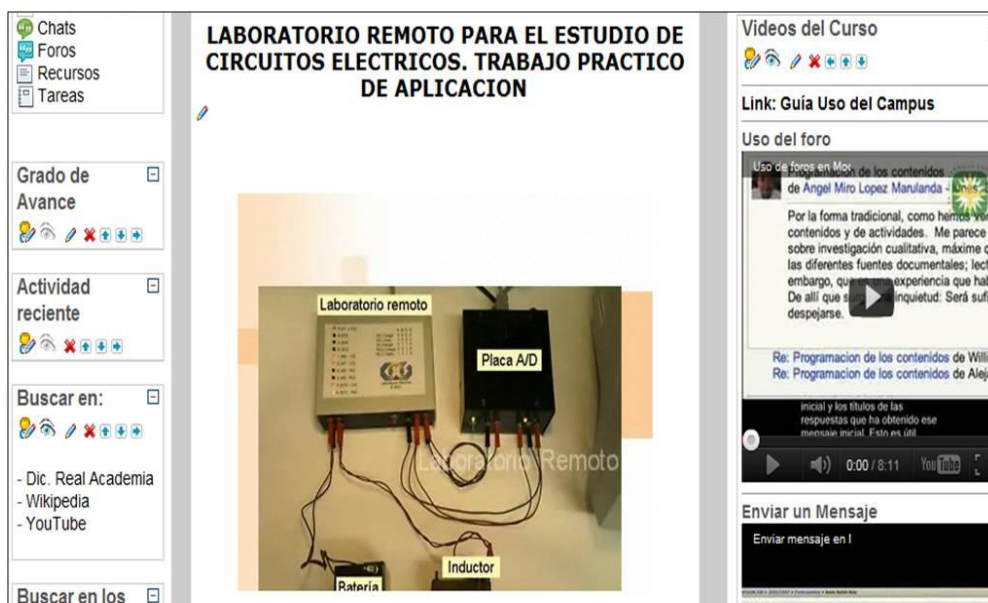 Chats
Foros
Recursos
Tareas
Grado de
Avance
Actividad
reciente
Buscar en:
- Dic. Real Academia
- Wikipedia
- YouTube
Buscar en los
LABORATORIO REMOTO PARA EL ESTUDIO DE
CIRCUITOS ELECTRICOS. TRABAJO PRACTICO
DE APLICACION
Laboratorio remoto
Placa A/D
Laboratorio Remoto
Inductor
Batería
Videos del Curso
Link: Guía Uso del Campus
Uso del foro
Uso de foros en Moo
Programación de los contenidos
de Angel Miro Lopez Marulanda -
Por la forma tradicional, como hemos
contenidos y de actividades. Me parece
sobre investigación cualitativa, máxime
las diferentes fuentes documentales;
embargo, que es una experiencia que
De allí que inquietud: Será
despejarse.
Re: Programacion de los contenidos de
Re: Programacion de los contenidos de
inicial y los títulos de las
respuestas que ha obtenido ese
mensaje inicial. Esto es útil
0:00 / 8:11 YouTube
Enviar un Mensaje
Enviar mensaje en